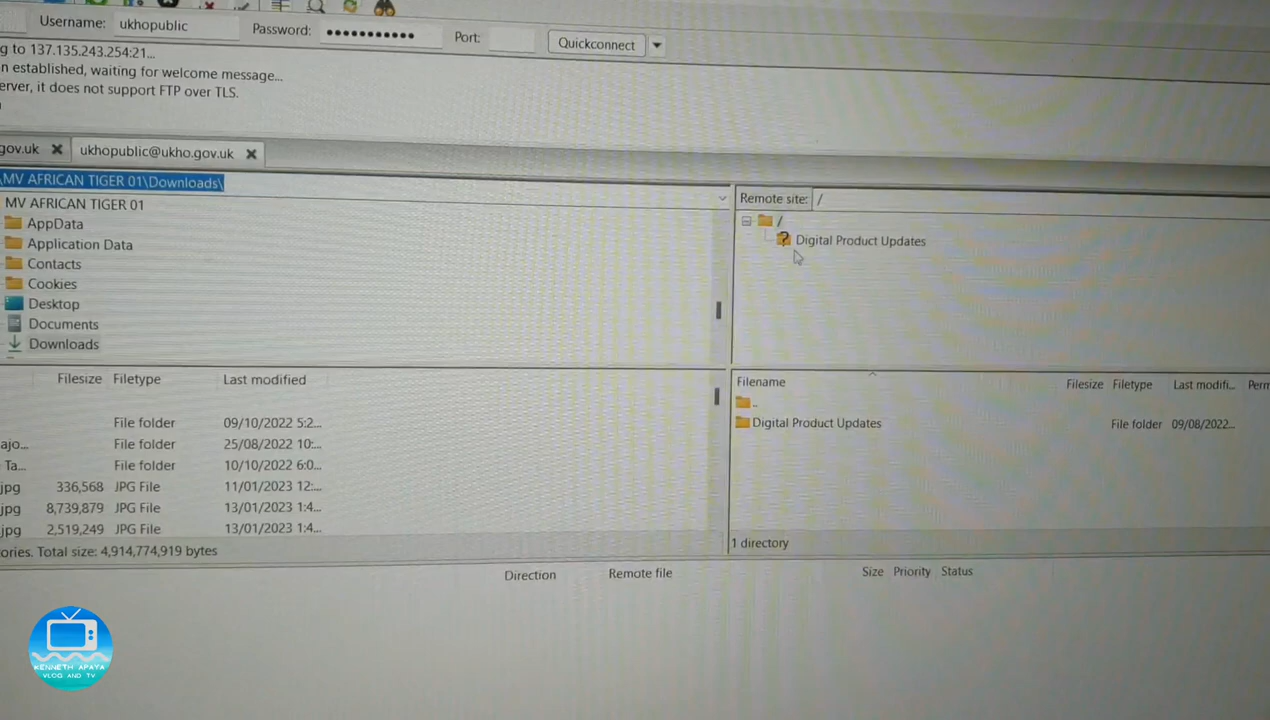 Username: ukhopublic Password: ●●●●●●●●●●● Port: Quickconnect
g to 137.135.243.254:21...
n established, waiting for welcome message...
erver, it does not support FTP over TLS.
gov.uk ukhopublic@ukho.gov.uk
\MV AFRICAN TIGER 01\Downloads\
MV AFRICAN TIGER 01
AppData
Application Data
Contacts
Cookies
Desktop
Documents
Downloads
Remote site: /
/
Digital Product Updates
Filesize Filetype Last modified
File folder 09/10/2022 5:2...
ajo... File folder 25/08/2022 10:...
Ta... File folder 10/10/2022 6:0...
jpg 336,568 JPG File 11/01/2023 12:...
jpg 8,739,879 JPG File 13/01/2023 1:4...
jpg 2,519,249 JPG File 13/01/2023 1:4...
ories. Total size: 4,914,774,919 bytes
Filename Filesize Filetype Last modifi... Perm
..
Digital Product Updates File folder 09/08/2022...
1 directory
Direction Remote file Size Priority Status
KENNETH APAYA
VLOG AND TV